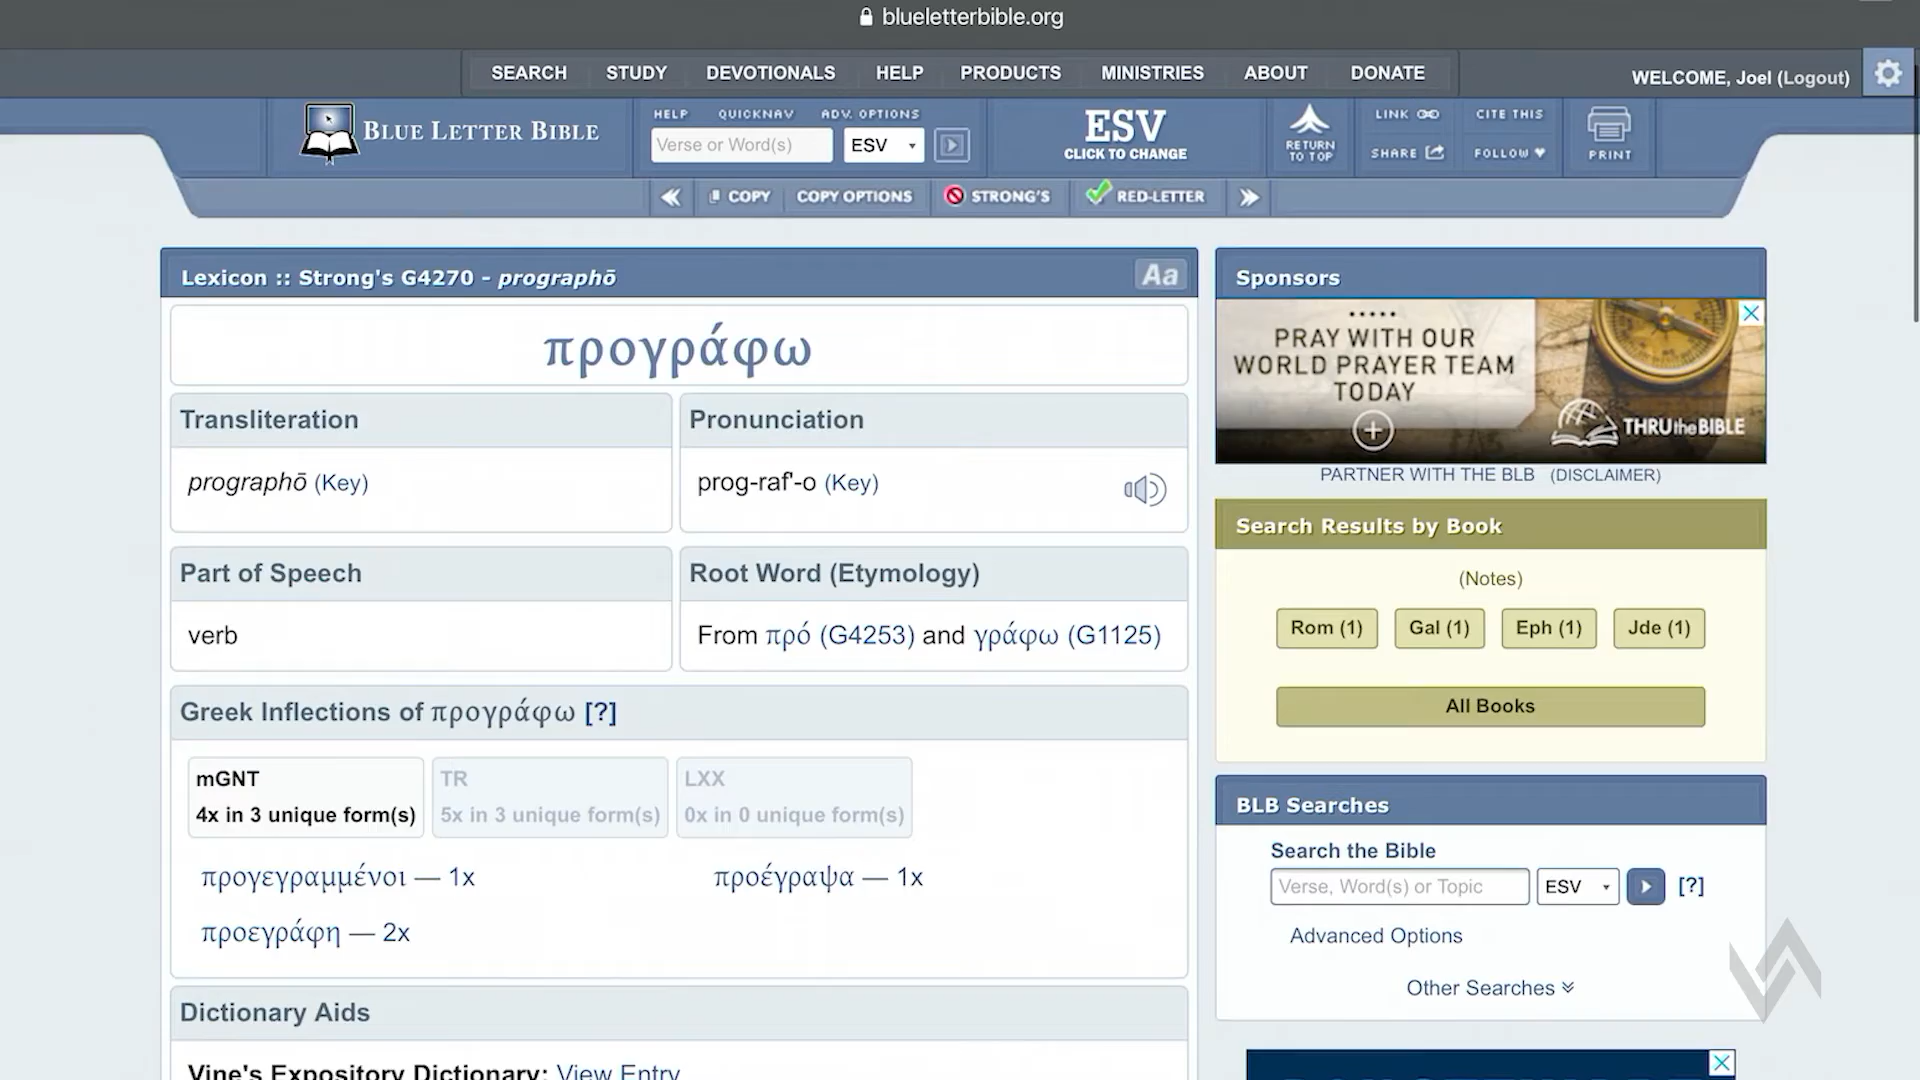 blueletterbible.org
SEARCH STUDY DEVOTIONALS HELP PRODUCTS MINISTRIES ABOUT DONATE
WELCOME, Joel (Logout)
BLUE LETTER BIBLE
HELP QUICKNAV ADV. OPTIONS
Verse or Word(s) ESV
ESV
CLICK TO CHANGE
RETURN
TO TOP
LINK CITE THIS
SHARE FOLLOW
PRINT
COPY COPY OPTIONS STRONG'S RED-LETTER
Lexicon :: Strong's G4270 - prographō
Aa
προγράφω
Transliteration
prographō (Key)
Pronunciation
prog-raf'-o (Key)
Part of Speech
verb
Root Word (Etymology)
From πρό (G4253) and γράφω (G1125)
Greek Inflections of προγράφω [?]
mGNT
4x in 3 unique form(s)
TR
5x in 3 unique form(s)
LXX
0x in 0 unique form(s)
προγεγραμμένοι — 1x
προέγραψα — 1x
προεγράφη — 2x
Dictionary Aids
Vine's Expository Dictionary: View Entry
Sponsors
PRAY WITH OUR
WORLD PRAYER TEAM
TODAY
THRU the BIBLE
PARTNER WITH THE BLB (DISCLAIMER)
Search Results by Book
(Notes)
Rom (1) Gal (1) Eph (1) Jde (1)
All Books
BLB Searches
Search the Bible
Verse, Word(s) or Topic ESV [?]
Advanced Options
Other Searches